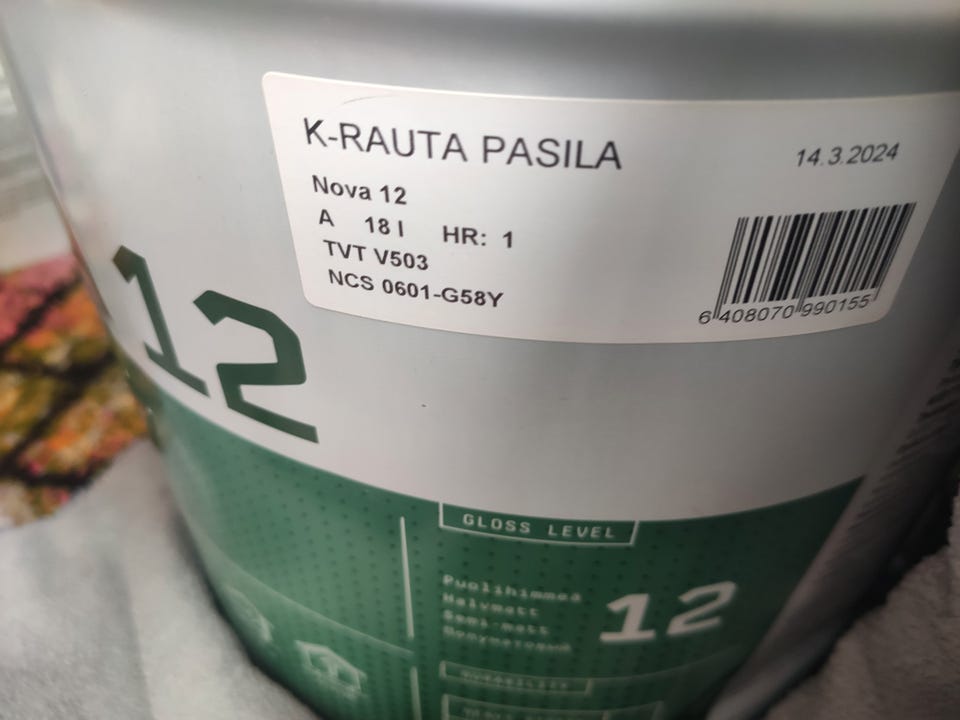 K-RAUTA PASILA
14.3.2024
Nova 12
A 18 l HR: 1
TVT V503
NCS 0601-G58Y
6 408070 990155
12
GLOSS LEVEL
Puolihimmeä
Halvmatt
Semi-matt
Полуматовая
12